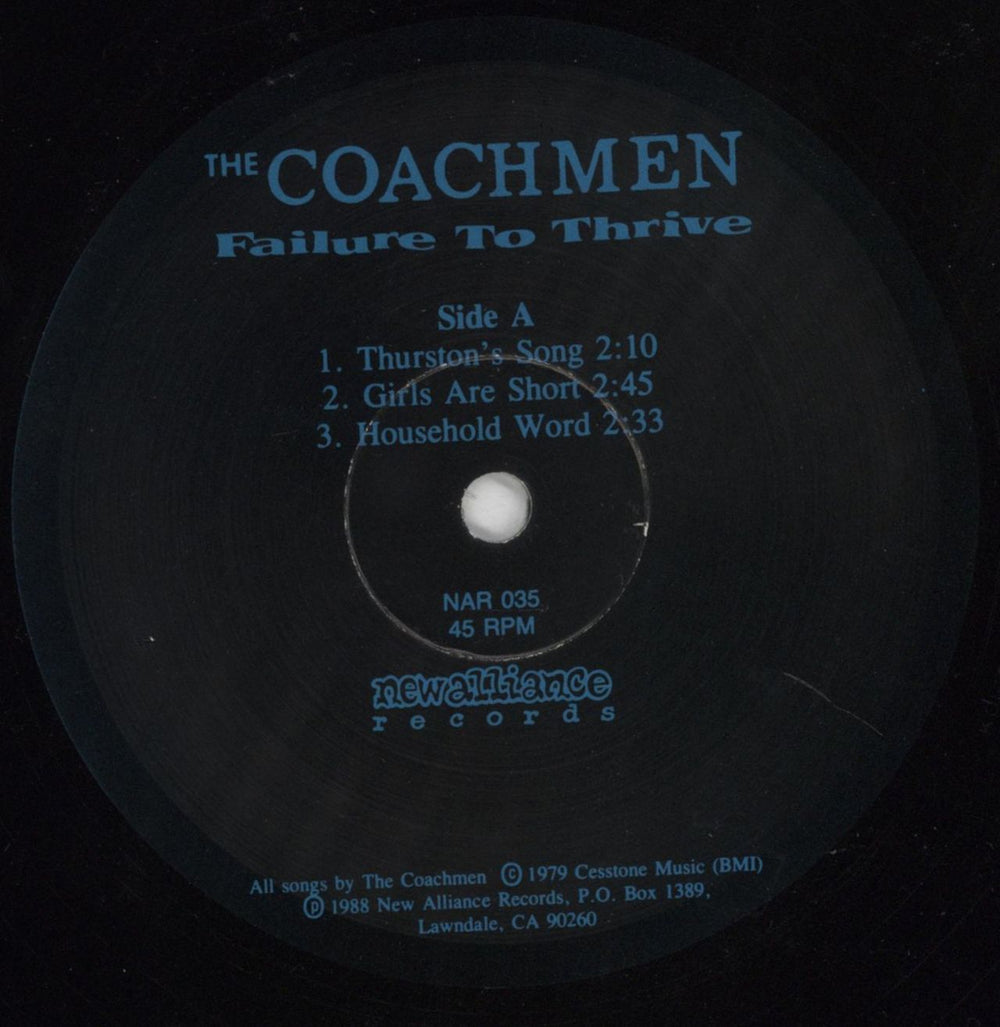 THE COACHMEN
Failure To Thrive
Side A
1. Thurston's Song 2:10
2. Girls Are Short 2:45
3. Household Word 2:33
NAR 035
45 RPM
newalliance
records
All songs by The Coachmen © 1979 Cesstone Music (BMI)
℗ 1988 New Alliance Records, P.O. Box 1389,
Lawndale, CA 90260